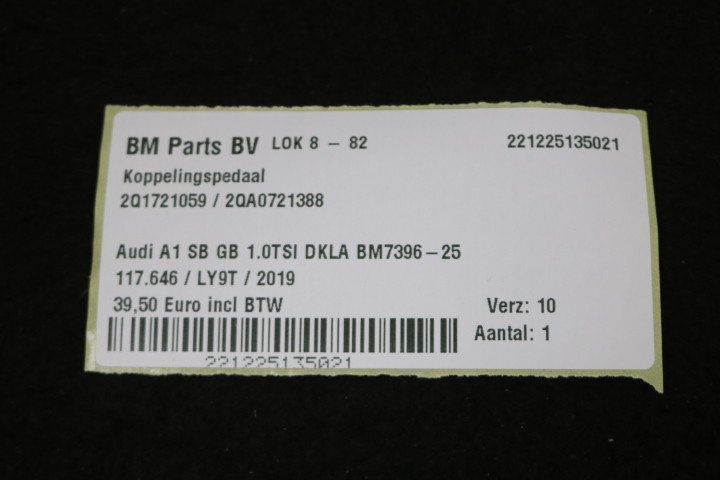 BM Parts BV LOK 8 - 82 221225135021
Koppelingspedaal
2Q1721059 / 2QA0721388
Audi A1 SB GB 1.0TSI DKLA BM7396-25
117.646 / LY9T / 2019
39,50 Euro incl BTW Verz: 10
Aantal: 1
221225135021